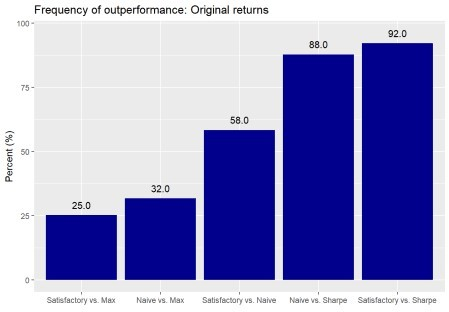 Frequency of outperformance: Original returns
100
75
50
25
0
Percent (%)
25.0
32.0
58.0
88.0
92.0
Satisfactory vs. Max
Naive vs. Max
Satisfactory vs. Naive
Naive vs. Sharpe
Satisfactory vs. Sharpe